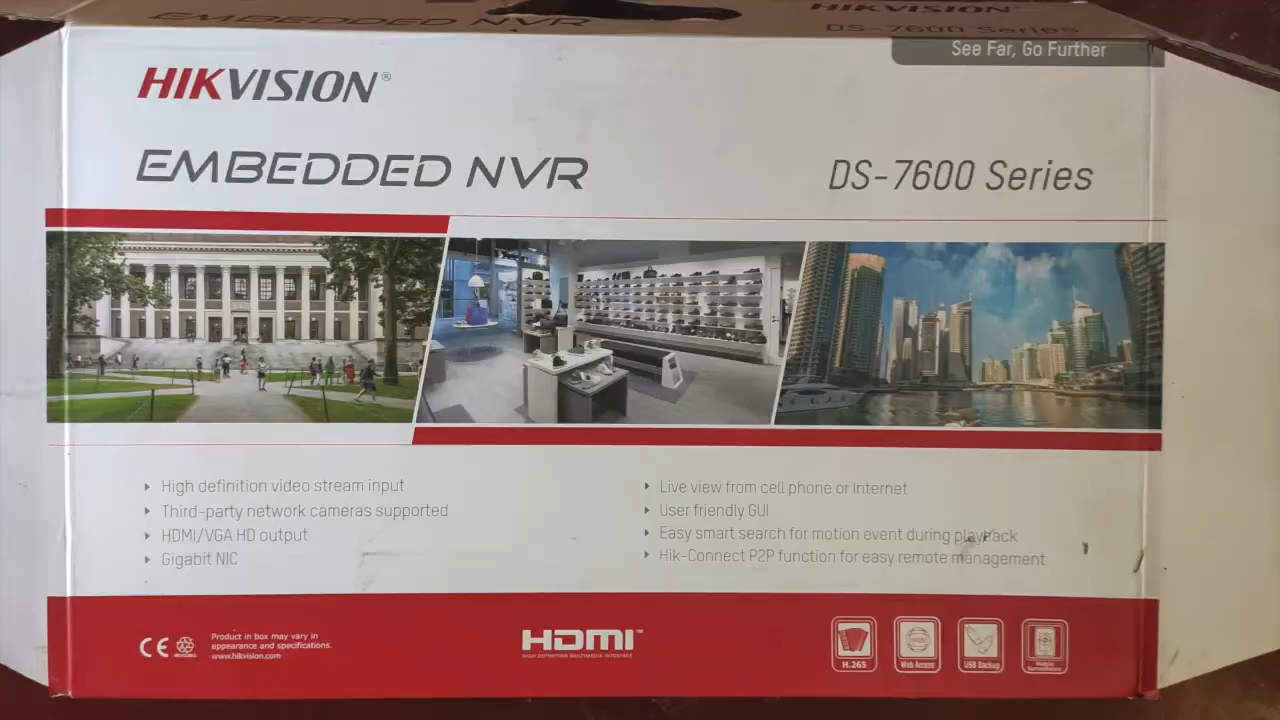 EMBEDDED NVR
HIKVISION
DS-7600 Series
See Far, Go Further
HIKVISION®
EMBEDDED NVR
DS-7600 Series
High definition video stream input
Third-party network cameras supported
HDMI/VGA HD output
Gigabit NIC
Live view from cell phone or Internet
User friendly GUI
Easy smart search for motion event during playback
Hik-Connect P2P function for easy remote management
CE
RECYCLABLE
Product in box may vary in
appearance and specifications.
www.hikvision.com
HDMI™
HIGH DEFINITION MULTIMEDIA INTERFACE
H.265
Web Access
USB Backup
Mobile
Surveillance